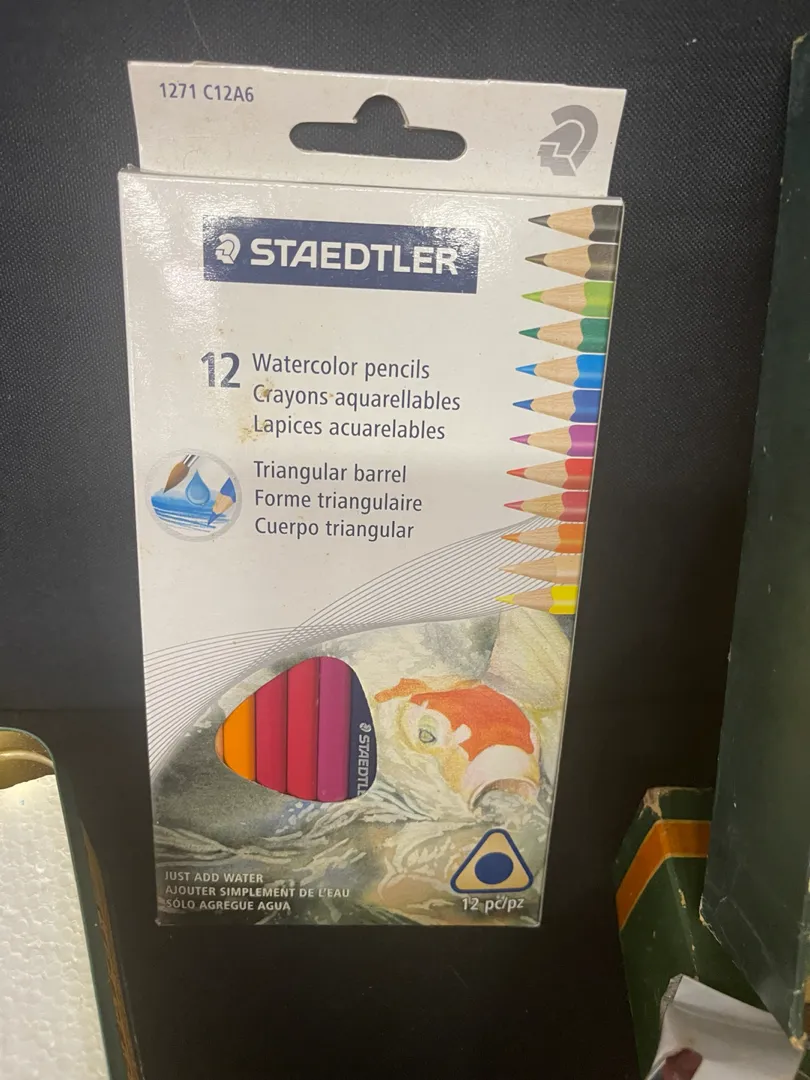 1271 C12A6
STAEDTLER
12 Watercolor pencils
Crayons aquarellables
Lapices acuarelables
Triangular barrel
Forme triangulaire
Cuerpo triangular
STAEDTL
JUST ADD WATER
AJOUTER SIMPLEMENT DE L'EAU
SÓLO AGREGUE AGUA
12 pc/pz